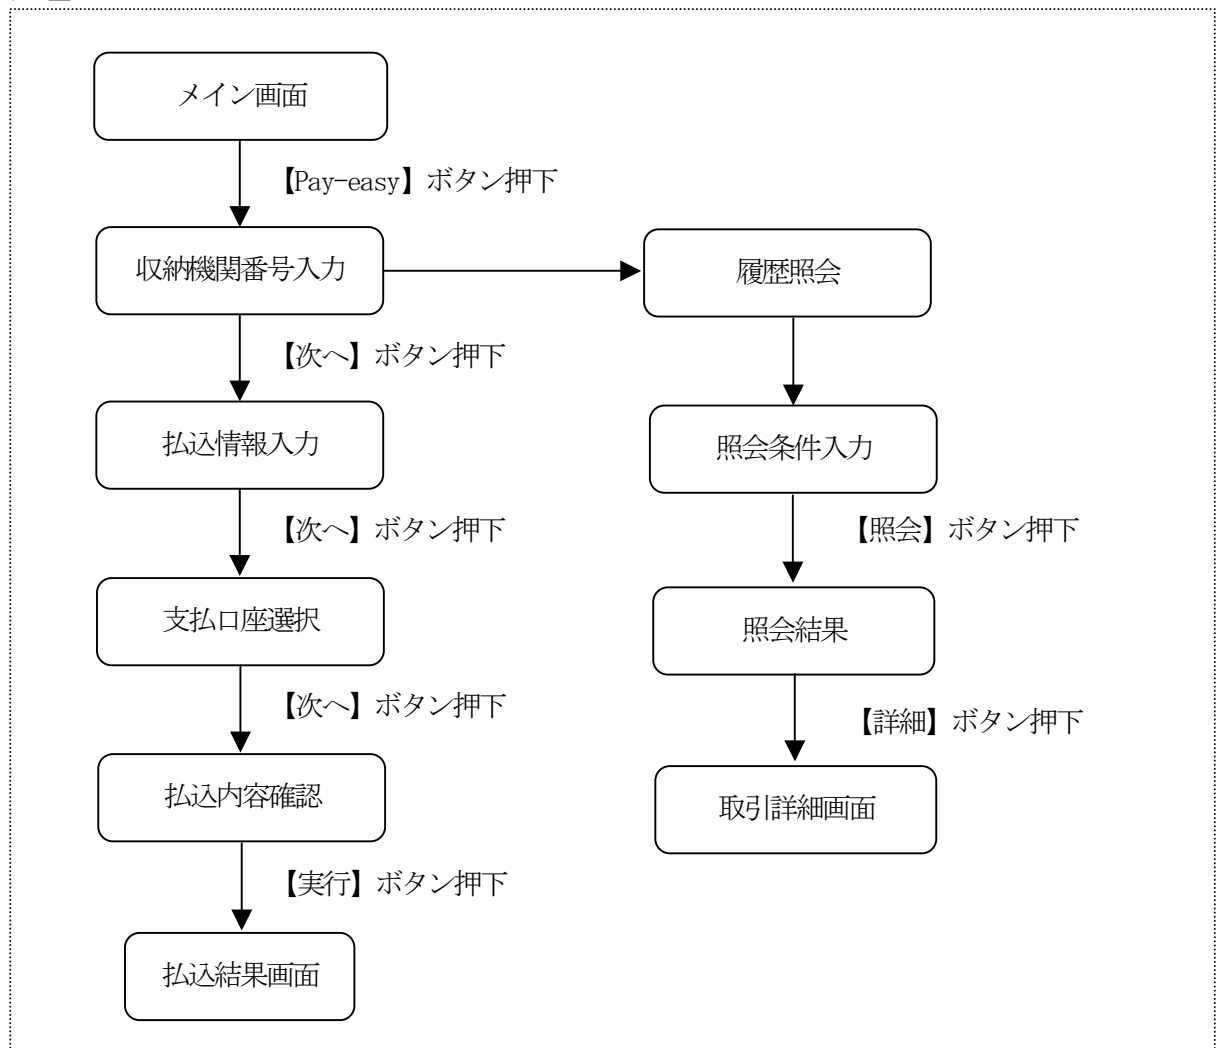 メイン画面
【Pay-easy】ボタン押下
収納機関番号入力
履歴照会
【次へ】ボタン押下
払込情報入力
照会条件入力
【次へ】ボタン押下
【照会】ボタン押下
支払口座選択
照会結果
【次へ】ボタン押下
【詳細】ボタン押下
払込内容確認
取引詳細画面
【実行】ボタン押下
払込結果画面